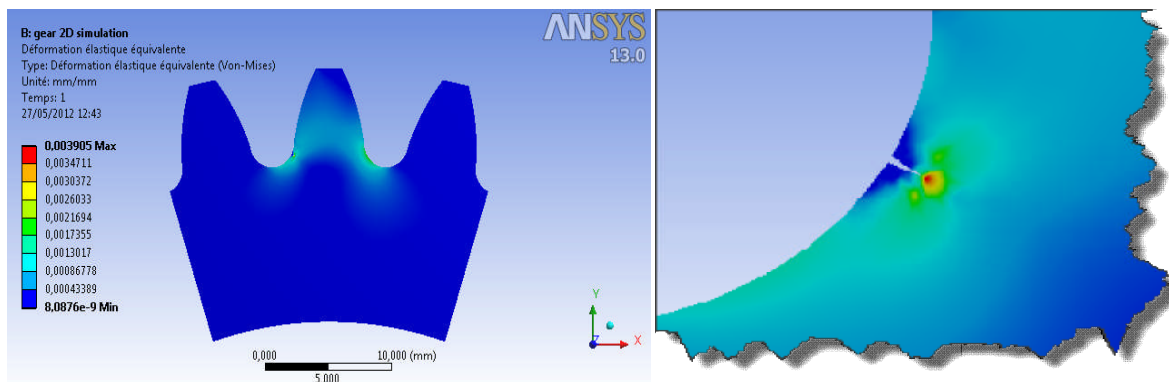 B: gear 2D simulation
Déformation élastique équivalente
Type: Déformation élastique équivalente (Von-Mises)
Unité: mm/mm
Temps: 1
27/05/2012 12:43
0,003905 Max
0,0034711
0,0030372
0,0026033
0,0021694
0,0017355
0,0013017
0,00086778
0,00043389
8,0876e-9 Min
ANSYS
13.0
0,000
10,000 (mm)
5,000
Y
Z
X